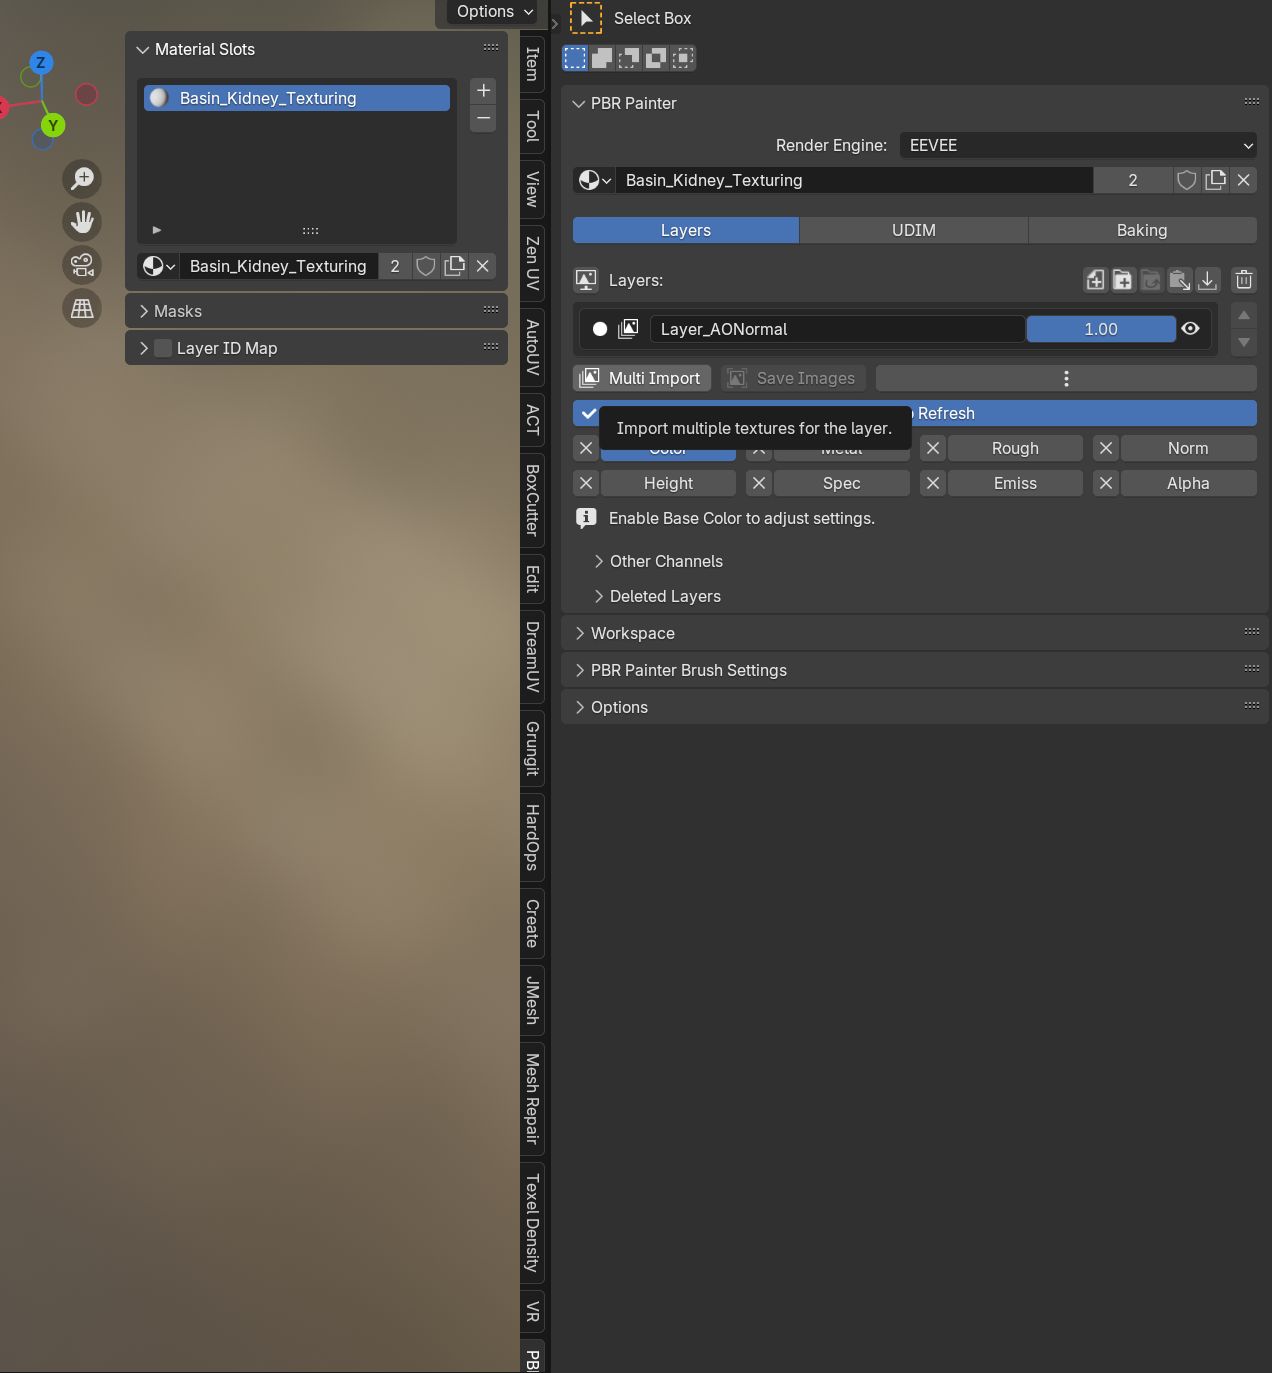 Options
Select Box
Material Slots
Z
Y
Basin_Kidney_Texturing
Basin_Kidney_Texturing 2
Masks
Layer ID Map
Item
Tool
View
Zen UV
AutoUV
ACT
BoxCutter
Edit
DreamUV
Grungit
HardOps
Create
JMesh
Mesh Repair
Texel Density
VR
PB
PBR Painter
Render Engine: EEVEE
Basin_Kidney_Texturing 2
Layers UDIM Baking
Layers:
Layer_AONormal 1.00
Multi Import Save Images
Refresh
Import multiple textures for the layer.
Color Metal Rough Norm
Height Spec Emiss Alpha
Enable Base Color to adjust settings.
Other Channels
Deleted Layers
Workspace
PBR Painter Brush Settings
Options